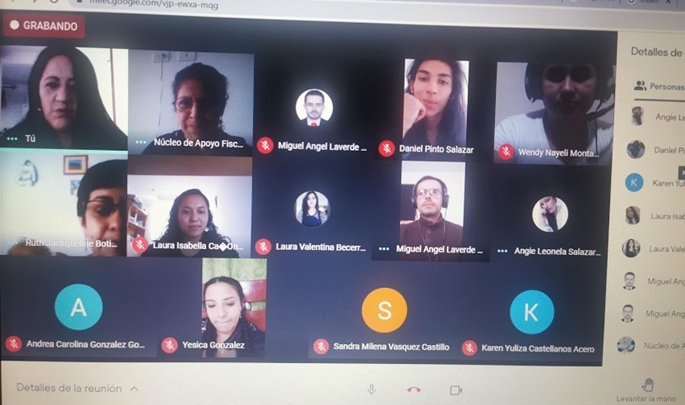 meet.google.com/vjp-ewxa-mqg
GRABANDO
Detalles de
Personas
Tú
Núcleo de Apoyo Fisc...
Miguel Angel Laverde ...
Daniel Pinto Salazar
Wendy Nayeli Monta...
Angie Le
Daniel Pi
K
Karen Yuliz
Ruth Jackqueline Boti...
Laura Isabella Ca�On...
Laura Valentina Becerr...
Miguel Angel Laverde ...
Angie Leonela Salazar...
Laura Isab
Laura Vale
Miguel Ang
Miguel Ang
Núcleo de A
A
S
K
Andrea Carolina Gonzalez Go...
Yesica Gonzalez
Sandra Milena Vasquez Castillo
Karen Yuliza Castellanos Acero
Detalles de la reunión
Levantar la mano